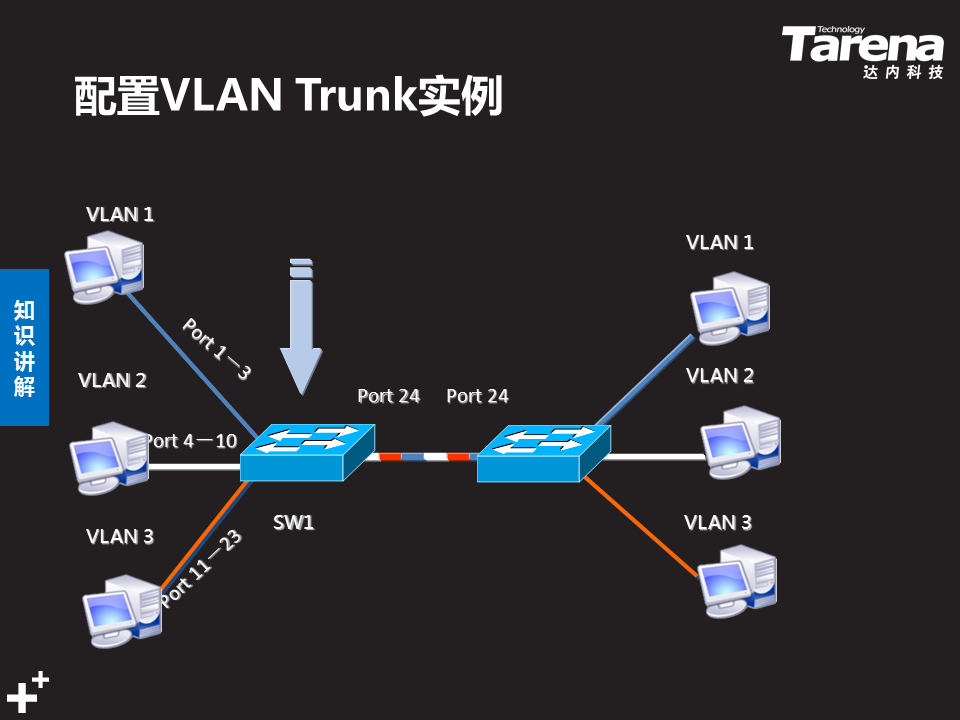 Technology
Tarena
达内科技
配置VLAN Trunk实例
VLAN 1
VLAN 1
知识讲解
Port 1－3
VLAN 2
VLAN 2
Port 24
Port 24
Port 4－10
SW1
VLAN 3
VLAN 3
Port 11－23